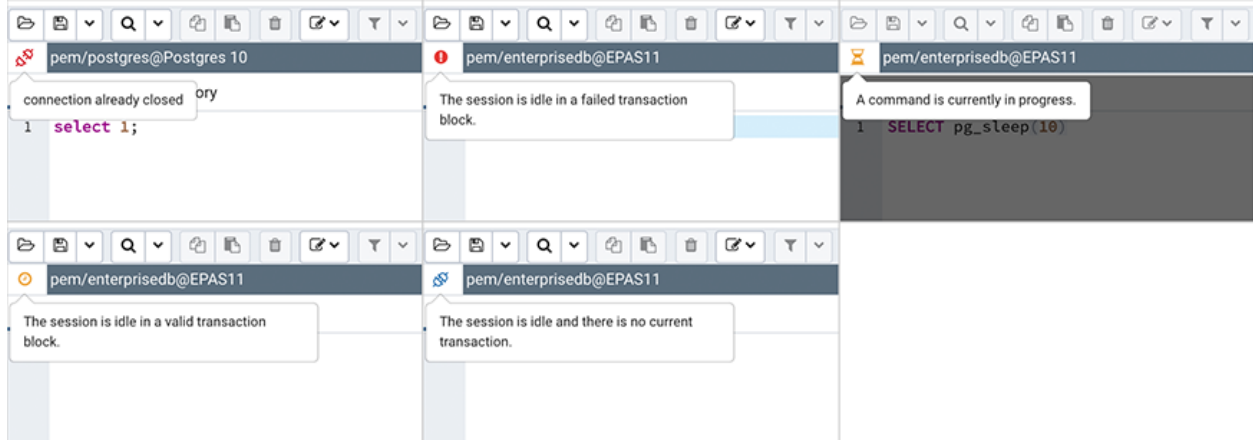 pem/postgres@Postgres 10
connection already closed
ory
1 select 1;
pem/enterprisedb@EPAS11
The session is idle in a failed transaction
block.
pem/enterprisedb@EPAS11
A command is currently in progress.
1 SELECT pg_sleep(10)
pem/enterprisedb@EPAS11
The session is idle in a valid transaction
block.
pem/enterprisedb@EPAS11
The session is idle and there is no current
transaction.